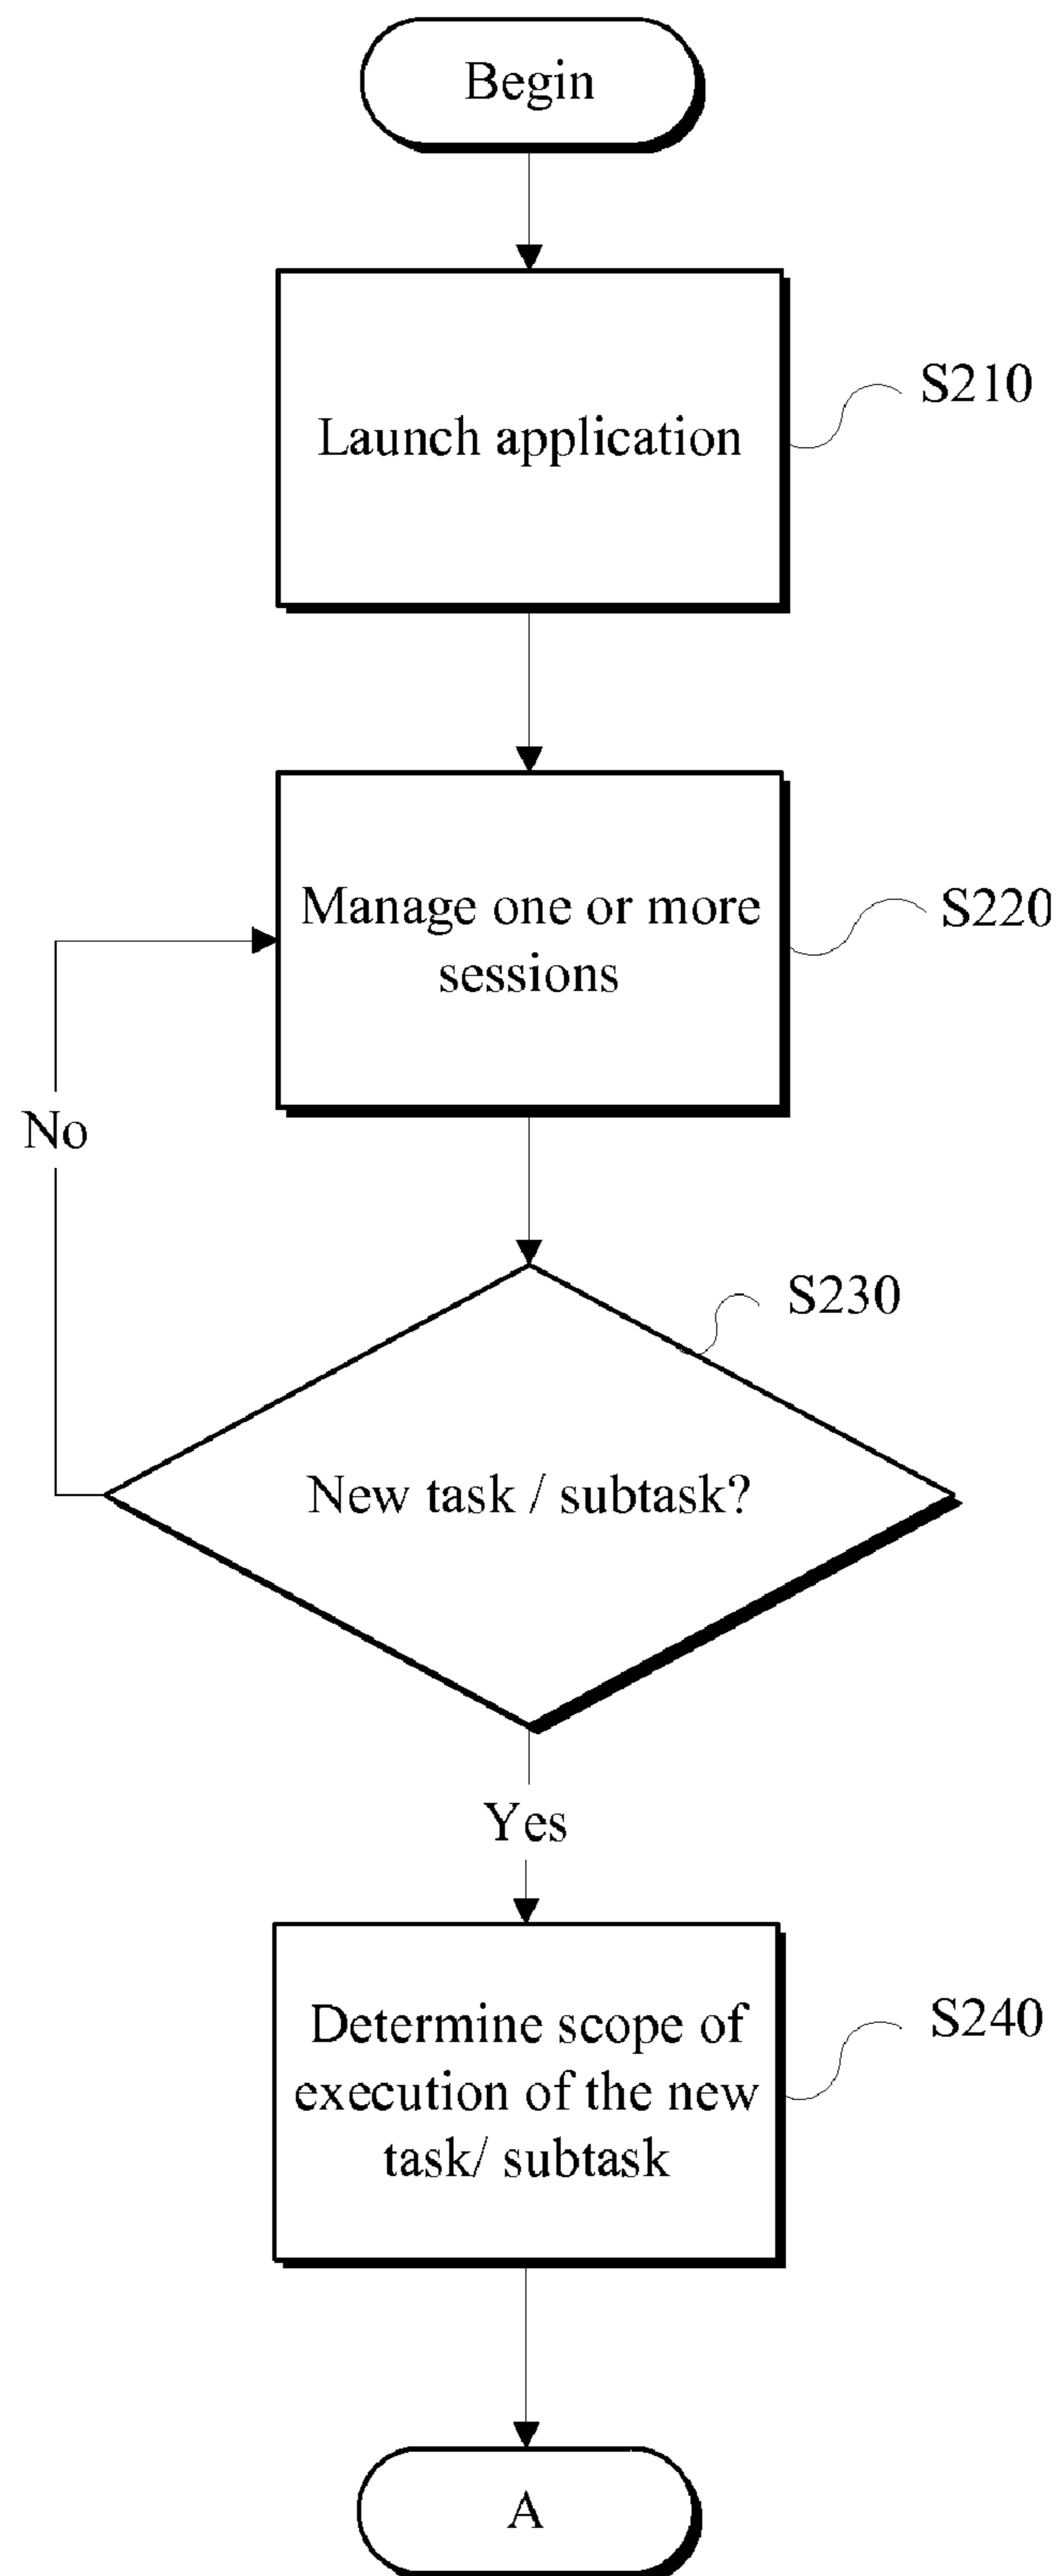 Begin
Launch application
S210
Manage one or more
sessions
S220
No
S230
New task / subtask?
Yes
Determine scope of
execution of the new
task/ subtask
S240
A